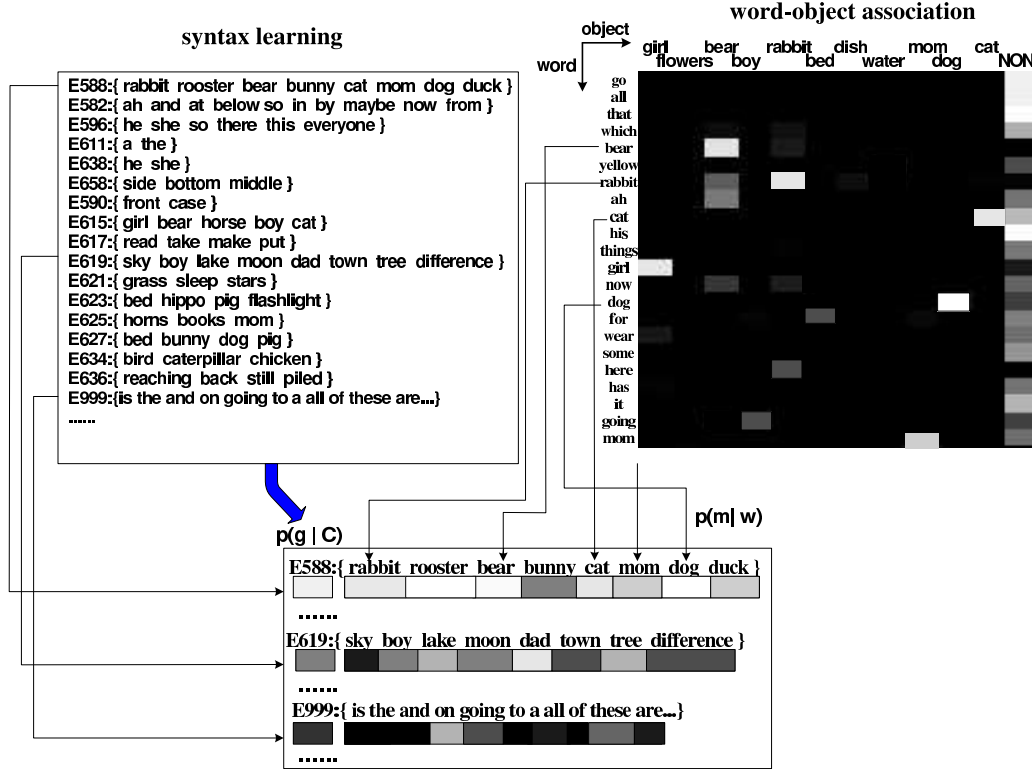 syntax learning
E588:{ rabbit rooster bear bunny cat mom dog duck }
E582:{ ah and at below so in by maybe now from }
E596:{ he she so there this everyone }
E611:{ a the }
E638:{ he she }
E658:{ side bottom middle }
E590:{ front case }
E615:{ girl bear horse boy cat }
E617:{ read take make put }
E619:{ sky boy lake moon dad town tree difference }
E621:{ grass sleep stars }
E623:{ bed hippo pig flashlight }
E625:{ horns books mom }
E627:{ bed bunny dog pig }
E634:{ bird caterpillar chicken }
E636:{ reaching back still piled }
E999:{is the and on going to a all of these are...}
......
word-object association
object
word
girl bear rabbit dish mom cat
flowers boy bed water dog NON
go
all
that
which
bear
yellow
rabbit
ah
cat
his
things
girl
now
dog
for
wear
some
here
has
it
going
mom
p(g | C)
p(m| w)
E588:{ rabbit rooster bear bunny cat mom dog duck }
......
E619:{ sky boy lake moon dad town tree difference }
......
E999:{ is the and on going to a all of these are...}
......